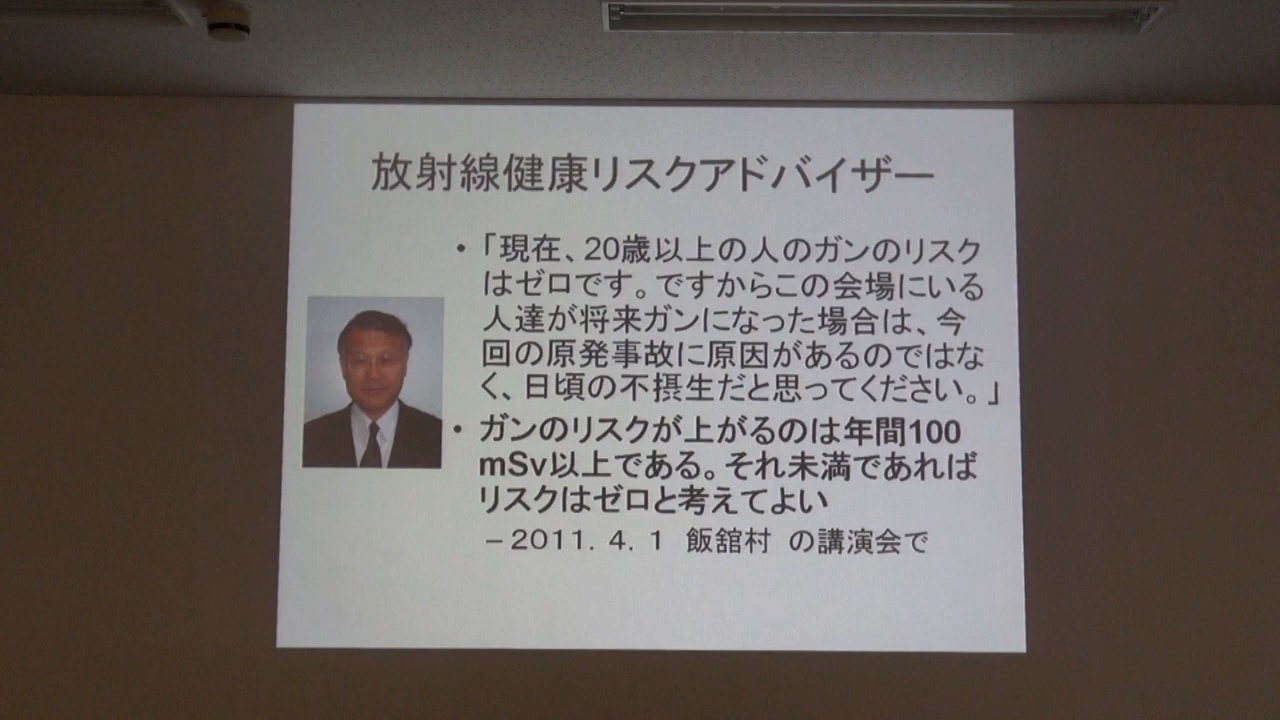 放射線健康リスクアドバイザー
•「現在、20歳以上の人のガンのリスク
はゼロです。ですからこの会場にいる
人達が将来ガンになった場合は、今
回の原発事故に原因があるのではな
く、日頃の不摂生だと思ってください。」
• ガンのリスクが上がるのは年間100
mSv以上である。それ未満であれば
リスクはゼロと考えてよい
－2011.4.1 飯舘村 の講演会で